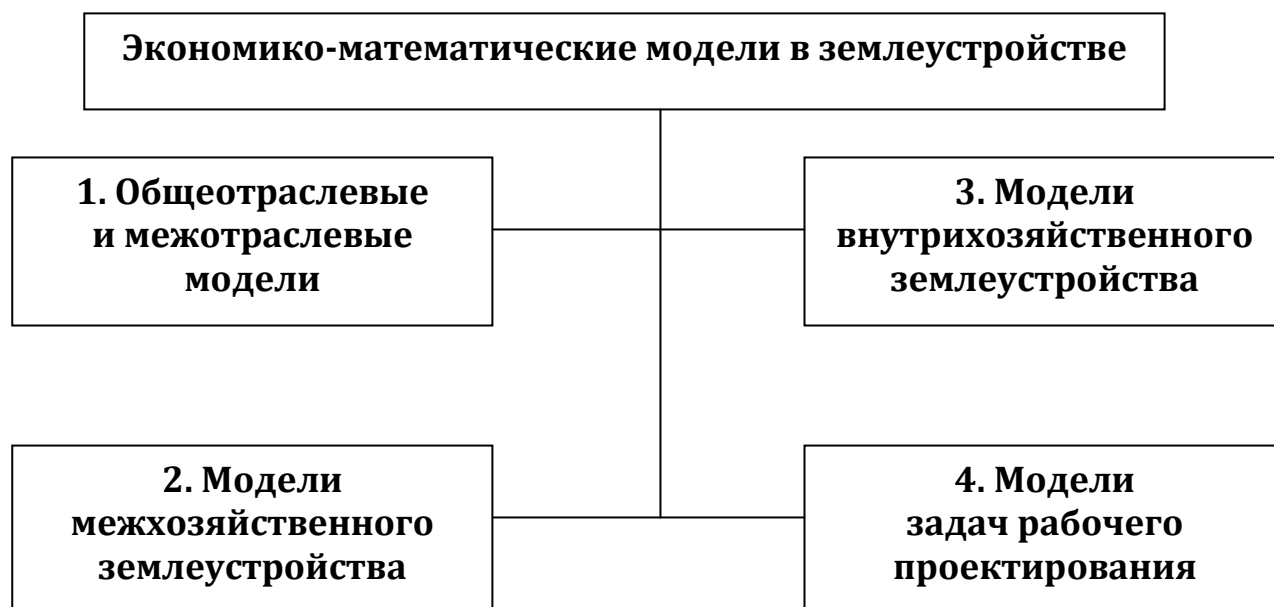 Экономико-математические модели в землеустройстве
1. Общеотраслевые
и межотраслевые
модели
2. Модели
межхозяйственного
землеустройства
3. Модели
внутрихозяйственного
землеустройства
4. Модели
задач рабочего
проектирования